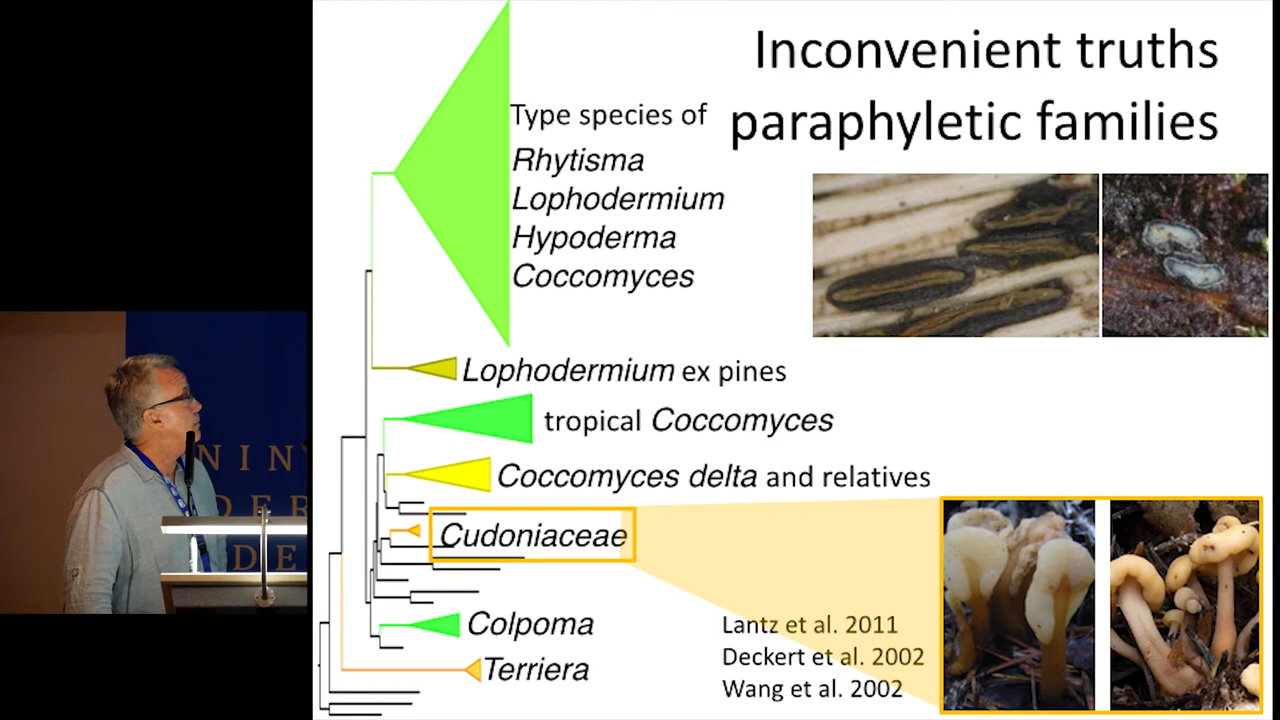 Inconvenient truths
paraphyletic families
Type species of
Rhytisma
Lophodermium
Hypoderma
Coccomyces
Lophodermium ex pines
tropical Coccomyces
Coccomyces delta and relatives
Cudoniaceae
Colpoma
Terriera
Lantz et al. 2011
Deckert et al. 2002
Wang et al. 2002